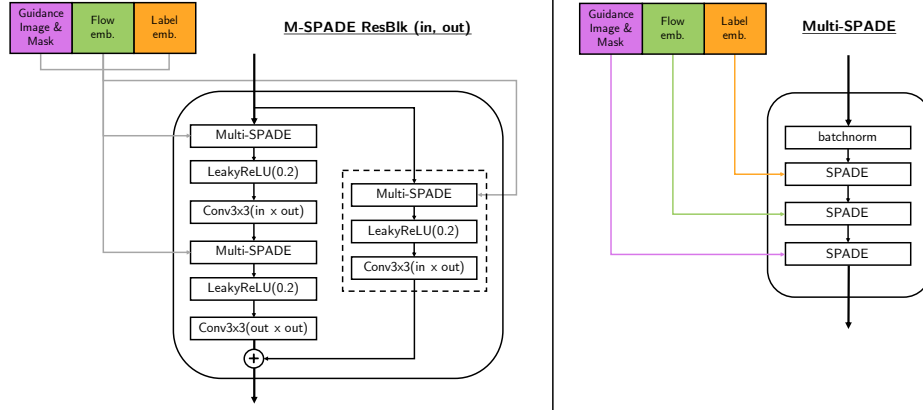 Guidance
Image &
Mask
Flow
emb.
Label
emb.
M-SPADE ResBlk (in, out)
Multi-SPADE
LeakyReLU(0.2)
Conv3x3(in x out)
Multi-SPADE
LeakyReLU(0.2)
Conv3x3(out x out)
+
Multi-SPADE
LeakyReLU(0.2)
Conv3x3(in x out)
Guidance
Image &
Mask
Flow
emb.
Label
emb.
Multi-SPADE
batchnorm
SPADE
SPADE
SPADE